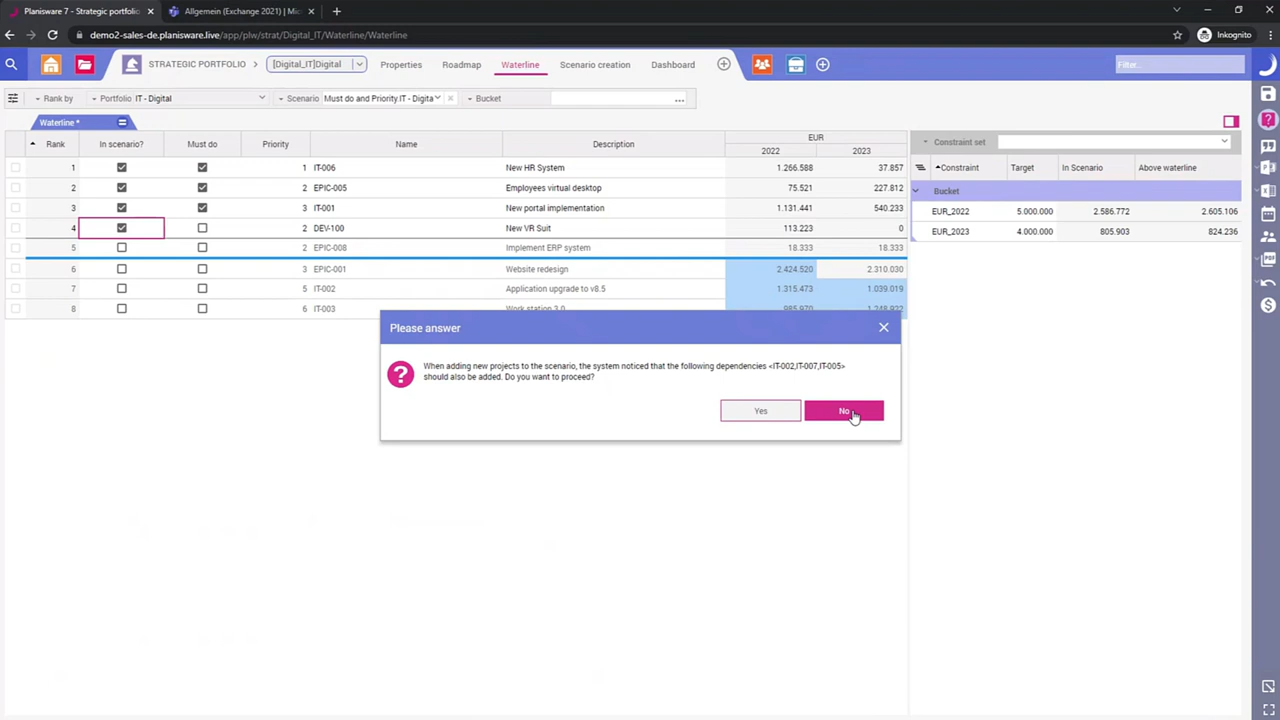 Planisware 7 - Strategic portfolio
Allgemein (Exchange 2021) | Mic
demo2-sales-de.planisware.live/app/plw/strat/Digital_IT/Waterline/Waterline
Inkognito
STRATEGIC PORTFOLIO
[Digital_IT]Digital
Properties
Roadmap
Waterline
Scenario creation
Dashboard
Filter...
Rank by
Portfolio IT - Digital
Scenario Must do and Priority.IT - Digita
Bucket
...
Waterline *
Rank In scenario? Must do Priority Name Description EUR
2022 2023
1 1 IT-006 New HR System 1.266.588 37.857
2 2 EPIC-005 Employees virtual desktop 75.521 227.812
3 3 IT-001 New portal implementation 1.131.441 540.233
4 2 DEV-100 New VR Suit 113.223 0
5 2 EPIC-008 Implement ERP system 18.333 18.333
6 3 EPIC-001 Website redesign 2.424.520 2.310.030
7 5 IT-002 Application upgrade to v8.5 1.315.473 1.039.019
8 6 IT-003 Work station 3.0 985.970
Constraint set
Constraint Target In Scenario Above waterline
Bucket
EUR_2022 5.000.000 2.586.772 2.605.106
EUR_2023 4.000.000 805.903 824.236
Please answer
When adding new projects to the scenario, the system noticed that the following dependencies <IT-002,IT-007,IT-005>
should also be added. Do you want to proceed?
Yes
No